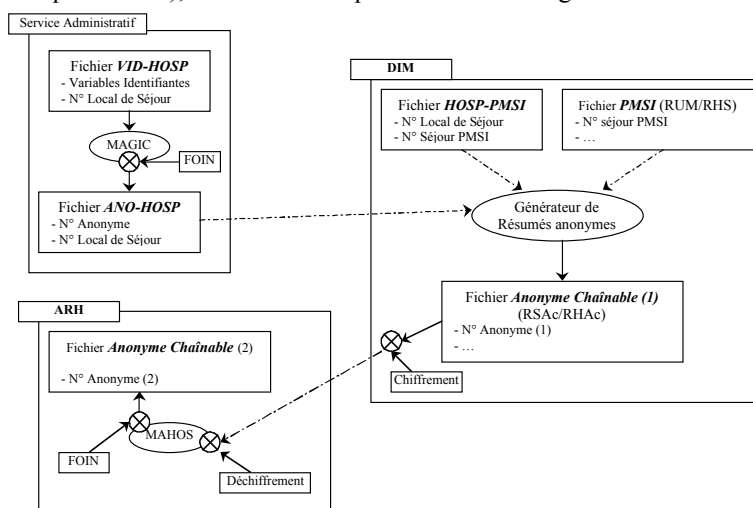 Service Administratif
Fichier VID-HOSP
- Variables Identifiantes
- N° Local de Séjour
MAGIC
FOIN
Fichier ANO-HOSP
- N° Anonyme
- N° Local de Séjour
DIM
Fichier HOSP-PMSI
- N° Local de Séjour
- N° Séjour PMSI
Fichier PMSI (RUM/RHS)
- N° séjour PMSI
- ...
Générateur de
Résumés anonymes
Fichier Anonyme Chaînable (1)
(RSAc/RHAc)
- N° Anonyme (1)
- ...
Chiffrement
ARH
Fichier Anonyme Chaînable (2)
- N° Anonyme (2)
MAHOS
FOIN
Déchiffrement